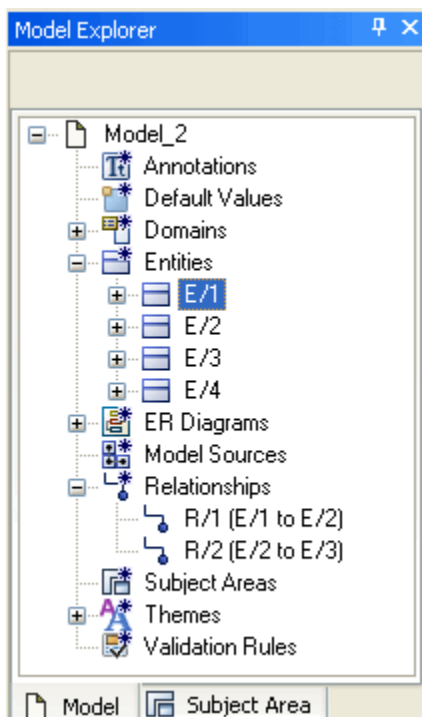 Model Explorer
Model_2
Annotations
Default Values
Domains
Entities
E/1
E/2
E/3
E/4
ER Diagrams
Model Sources
Relationships
R/1 (E/1 to E/2)
R/2 (E/2 to E/3)
Subject Areas
Themes
Validation Rules
Model Subject Area